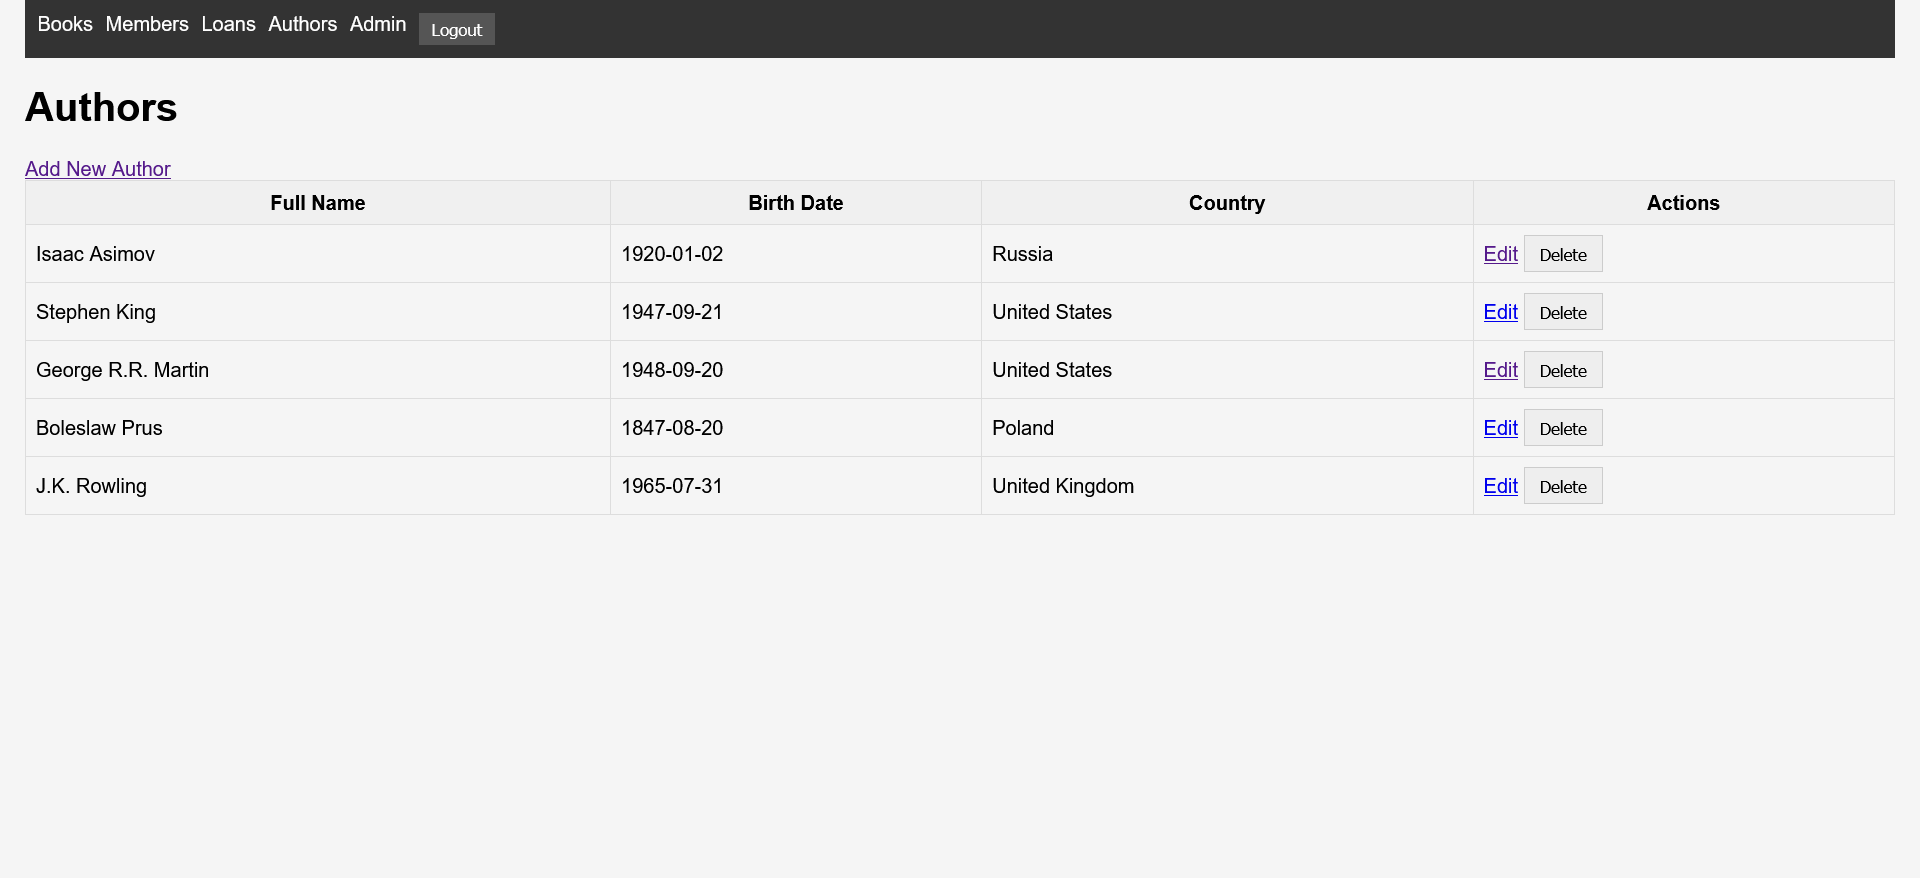 Books Members Loans Authors Admin Logout
Authors
Add New Author
Full Name Birth Date Country Actions
Isaac Asimov 1920-01-02 Russia Edit Delete
Stephen King 1947-09-21 United States Edit Delete
George R.R. Martin 1948-09-20 United States Edit Delete
Boleslaw Prus 1847-08-20 Poland Edit Delete
J.K. Rowling 1965-07-31 United Kingdom Edit Delete